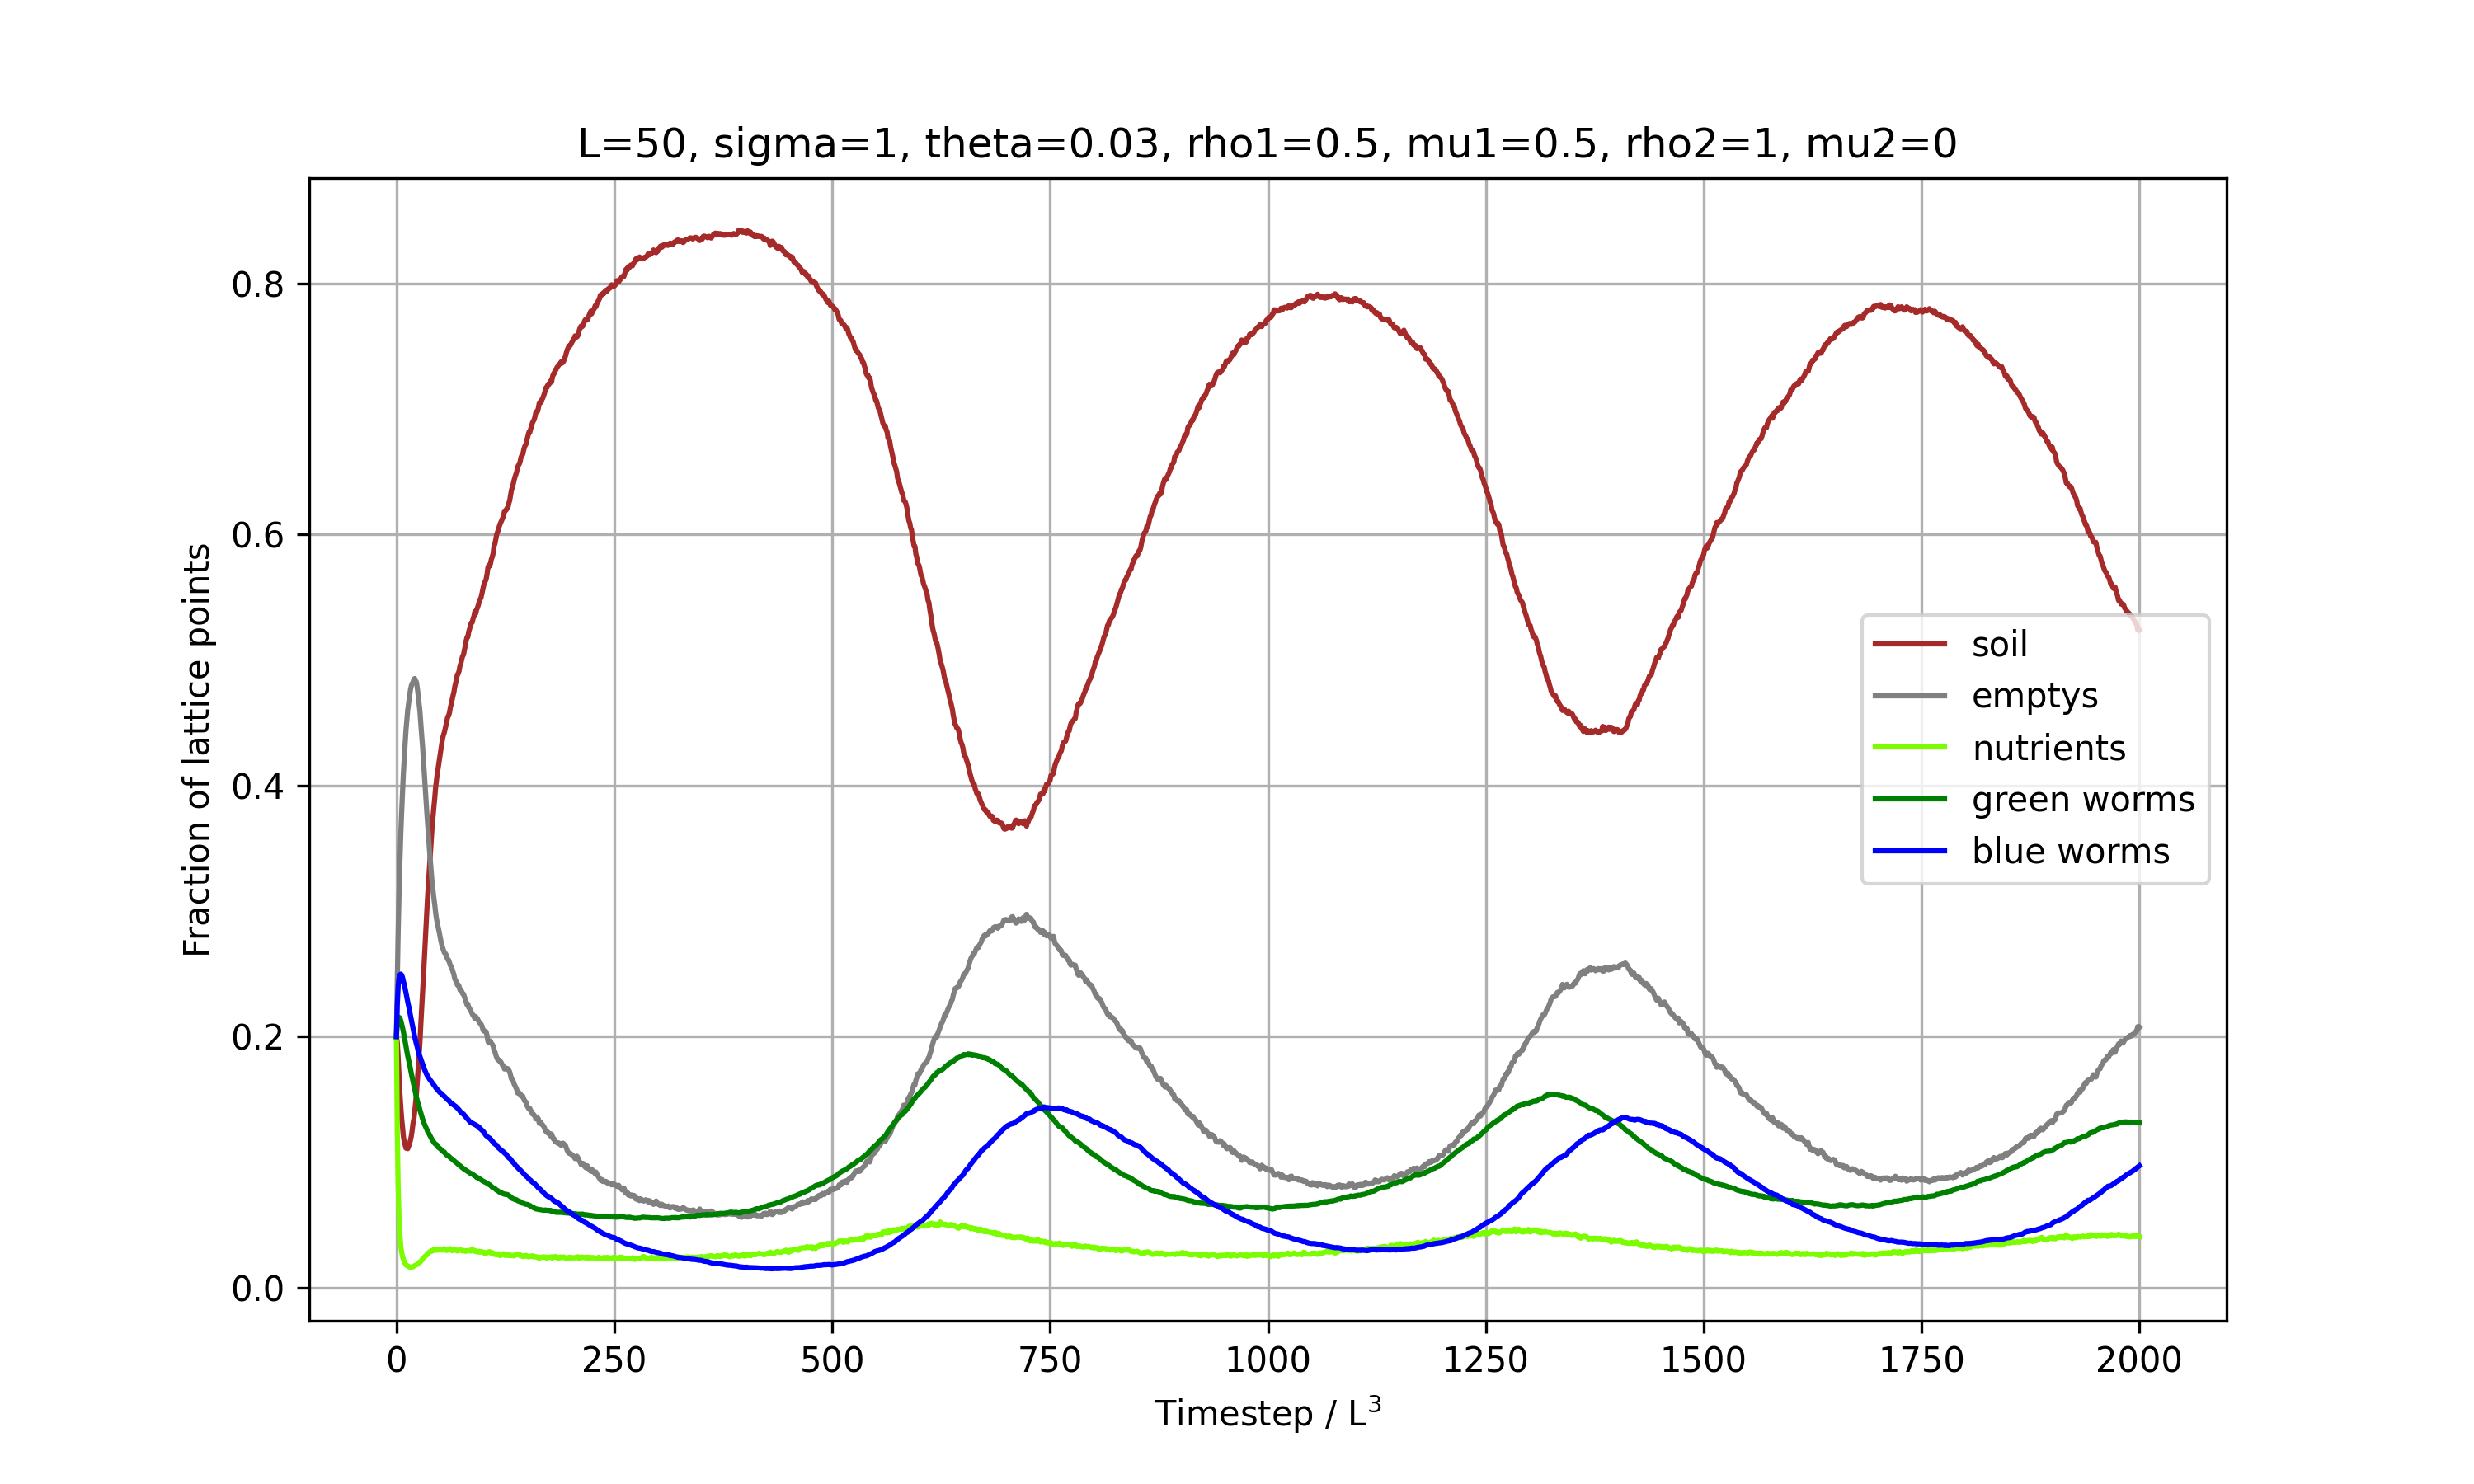 L=50, sigma=1, theta=0.03, rho1=0.5, mu1=0.5, rho2=1, mu2=0
Fraction of lattice points
0.8
0.6
0.4
0.2
0.0
soil
emptys
nutrients
green worms
blue worms
0 250 500 750 1000 1250 1500 1750 2000
Timestep / L³